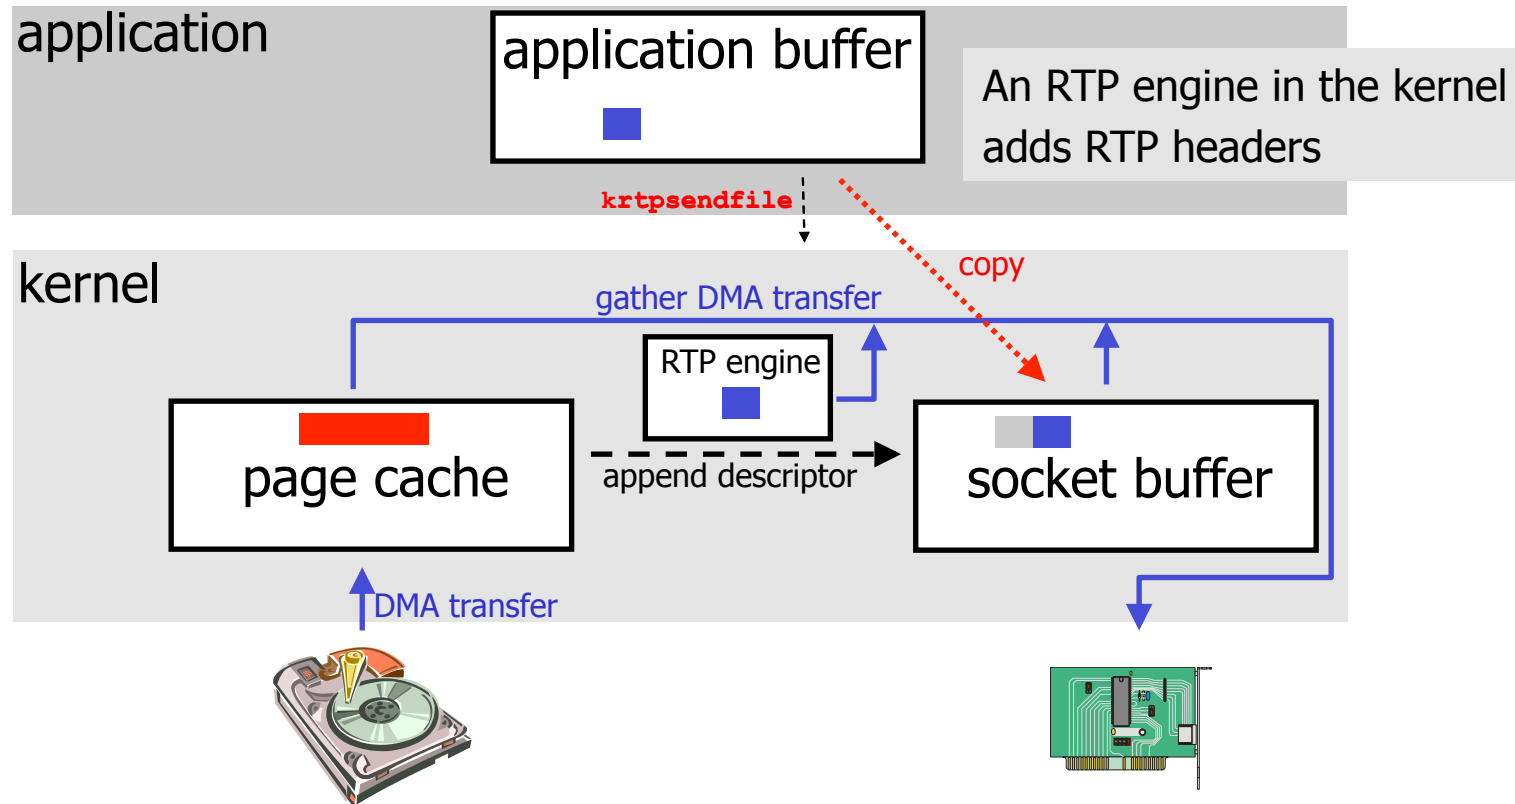 application
application buffer
An RTP engine in the kernel
adds RTP headers
krtpsendfile
copy
kernel
gather DMA transfer
RTP engine
page cache
append descriptor
socket buffer
DMA transfer